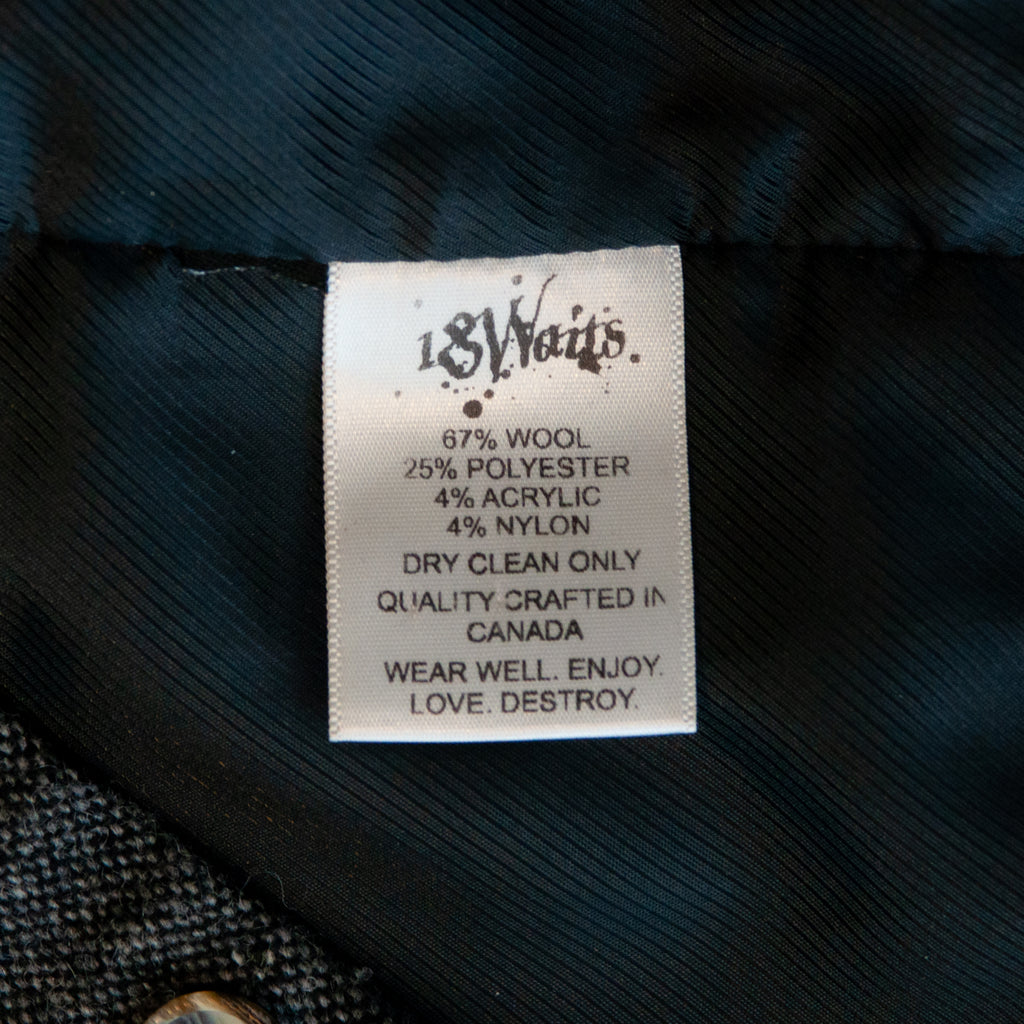 18Waits.
67% WOOL
25% POLYESTER
4% ACRYLIC
4% NYLON
DRY CLEAN ONLY
QUALITY CRAFTED IN
CANADA
WEAR WELL. ENJOY.
LOVE. DESTROY.